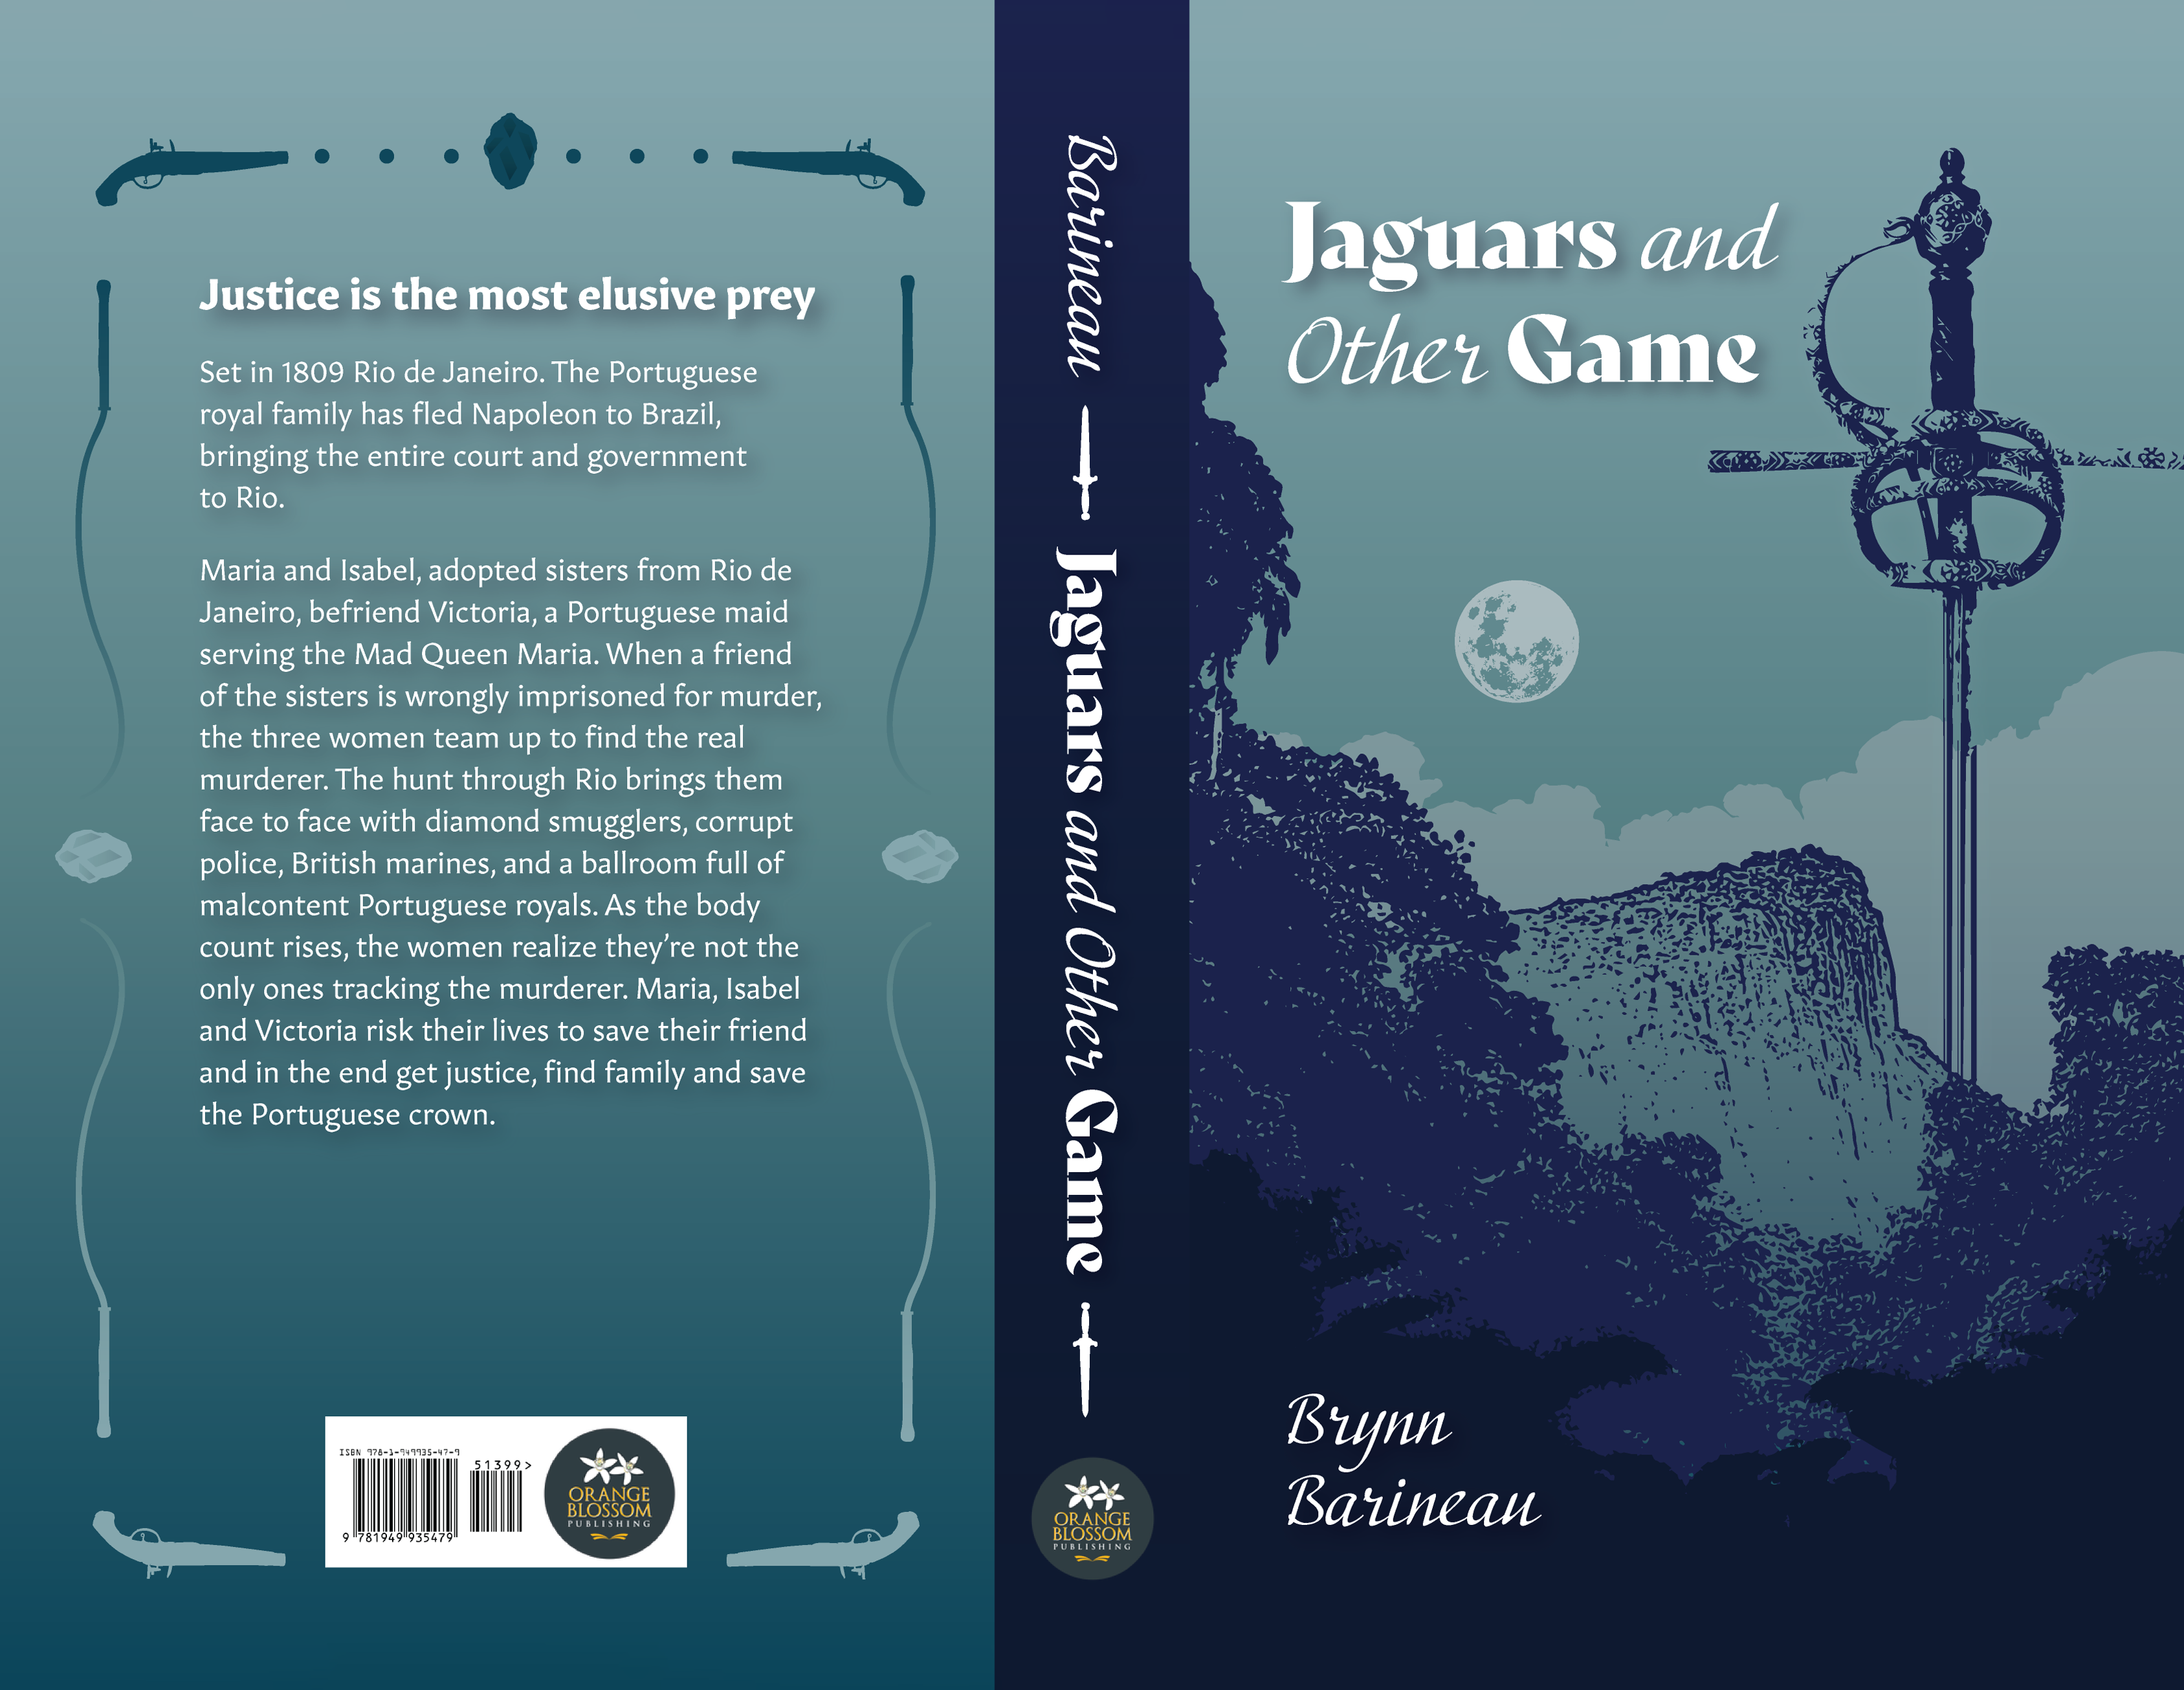 Justice is the most elusive prey
Set in 1809 Rio de Janeiro. The Portuguese
royal family has fled Napoleon to Brazil,
bringing the entire court and government
to Rio.
Maria and Isabel, adopted sisters from Rio de
Janeiro, befriend Victoria, a Portuguese maid
serving the Mad Queen Maria. When a friend
of the sisters is wrongly imprisoned for murder,
the three women team up to find the real
murderer. The hunt through Rio brings them
face to face with diamond smugglers, corrupt
police, British marines, and a ballroom full of
malcontent Portuguese royals. As the body
count rises, the women realize they’re not the
only ones tracking the murderer. Maria, Isabel
and Victoria risk their lives to save their friend
and in the end get justice, find family and save
the Portuguese crown.
ISBN 978-1-949935-47-9
51399>
9 781949 935479
ORANGE
BLOSSOM
PUBLISHING
Barineau
Jaguars and Other Game
ORANGE
BLOSSOM
PUBLISHING
Jaguars and
Other Game
Brynn
Barineau